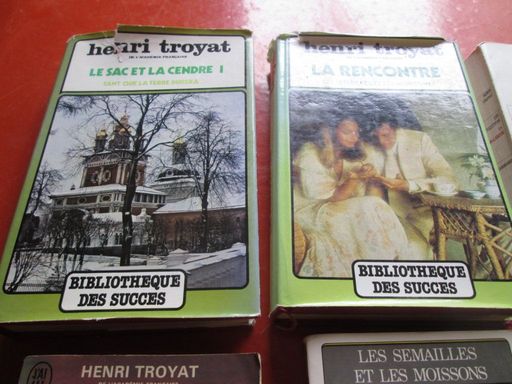 henri troyat
DE L'ACADÉMIE FRANÇAISE
LE SAC ET LA CENDRE I
TANT QUE LA TERRE DURERA
BIBLIOTHEQUE
DES SUCCES
henri troyat
LA RENCONTRE
BIBLIOTHEQUE
DES SUCCES
J'AI
HENRI TROYAT
DE L'ACADÉMIE FRANÇAISE
LES SEMAILLES
ET LES MOISSONS